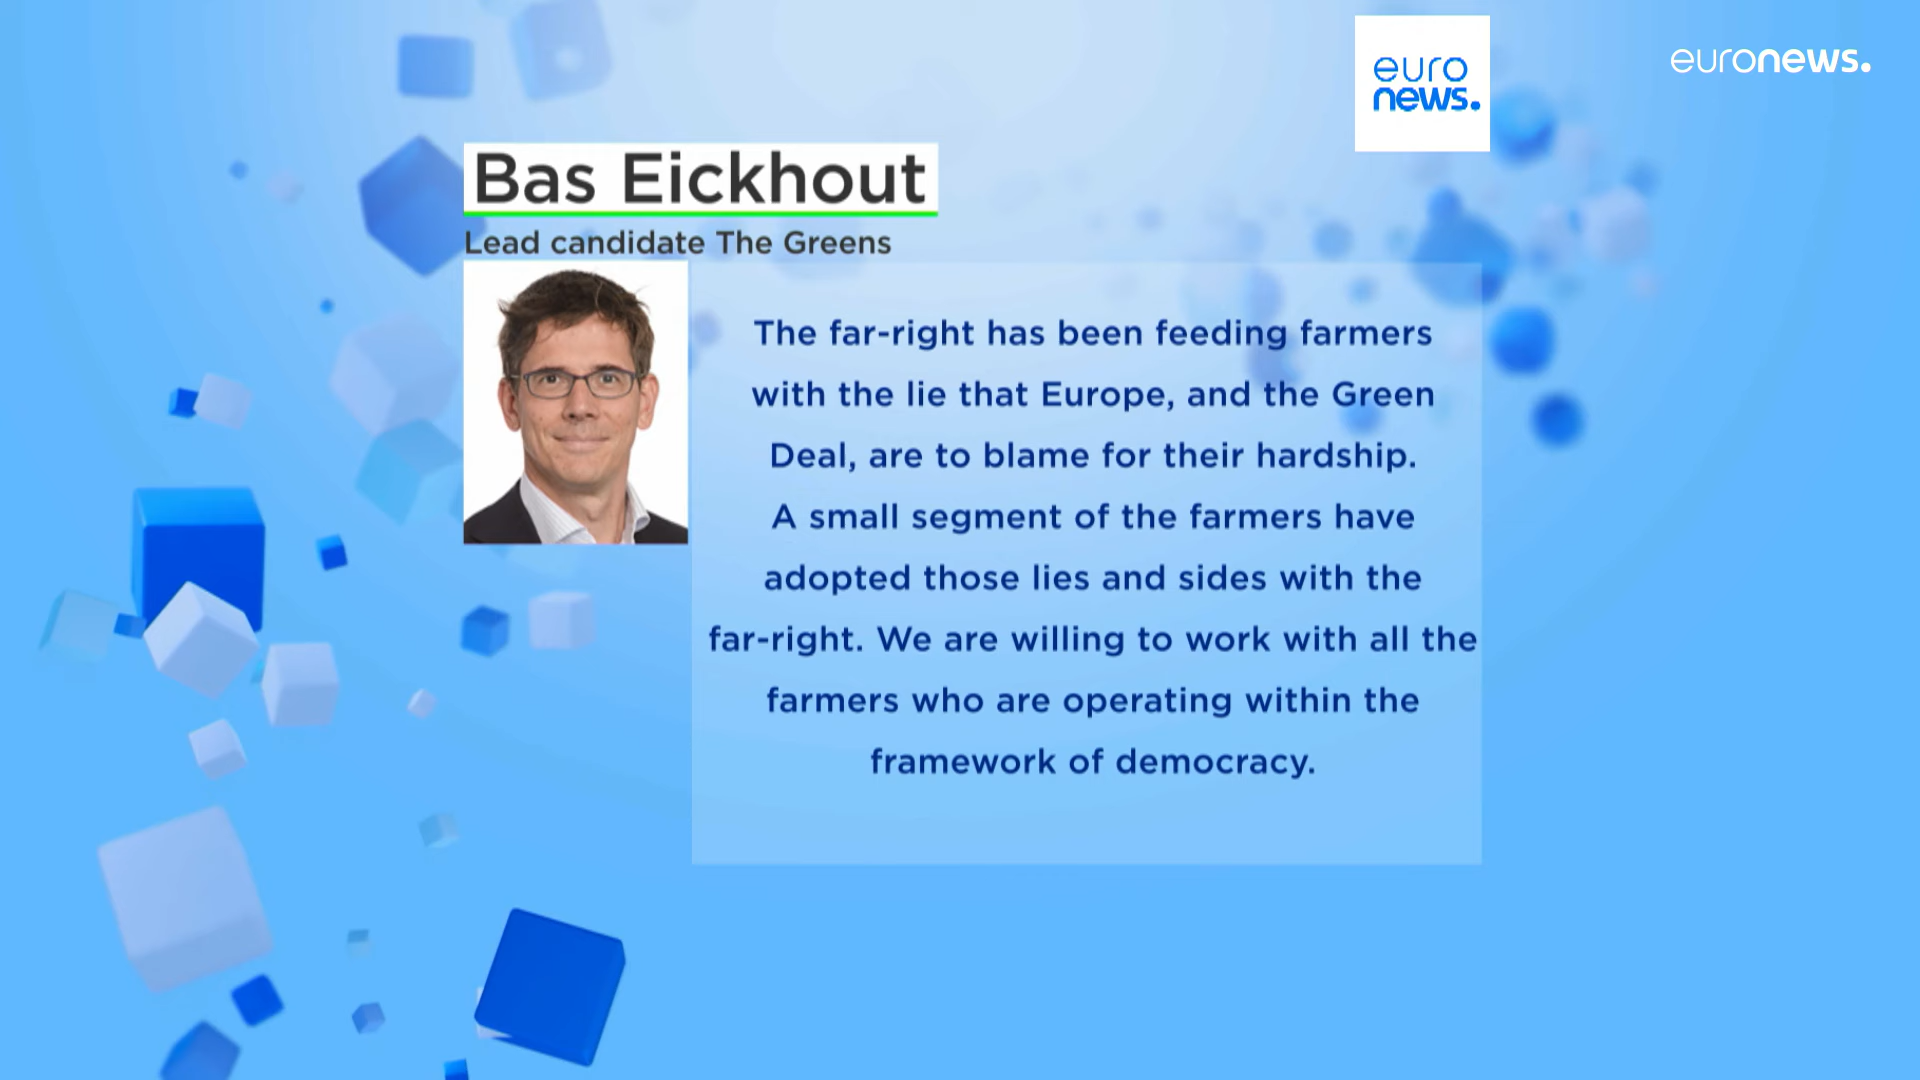 euro
news.
euronews.
Bas Eickhout
Lead candidate The Greens
The far-right has been feeding farmers
with the lie that Europe, and the Green
Deal, are to blame for their hardship.
A small segment of the farmers have
adopted those lies and sides with the
far-right. We are willing to work with all the
farmers who are operating within the
framework of democracy.